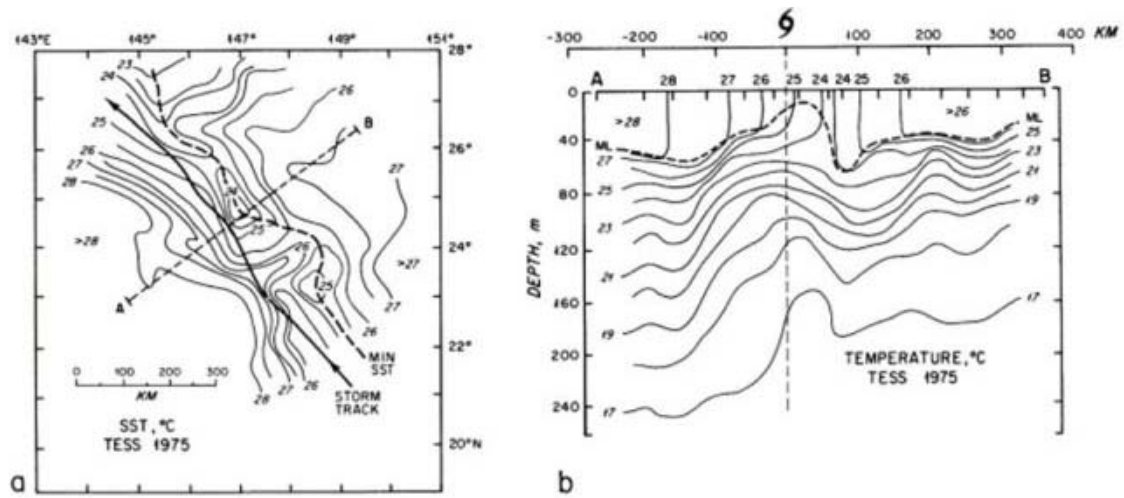 143°E 145° 147° 149° 151°
28°
26°
24°
22°
20°N
23
24
25
26
27
28
>28
24
25
26
25
26
27
>27
27
26
28 27 26
A
B
MIN
SST
STORM
TRACK
0 100 200 300
KM
SST, °C
TESS 1975
a
-300 -200 -100 0 100 200 300 400 KM
A 28 27 26 25 24 24 25 26 B
0
40
80
120
160
200
240
DEPTH, m
>28
>26
ML
ML
27
25
23
21
19
17
25
23
21
19
17
TEMPERATURE, °C
TESS 1975
b